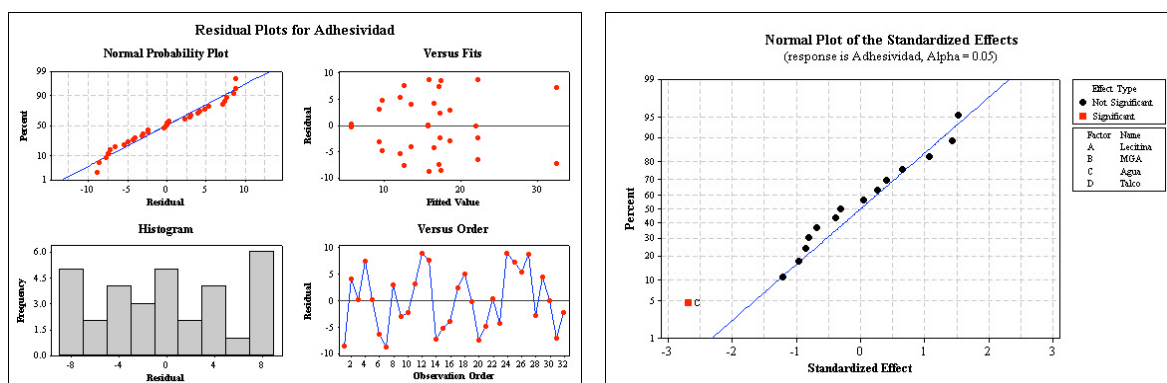 Residual Plots for Adhesividad
Normal Probability Plot
99
90
50
10
1
Percent
-10
-5
0
5
10
Residual
Versus Fits
10
5
0
-5
-10
Residual
10
20
30
Fitted Value
Histogram
6.0
4.5
3.0
1.5
0.0
Frequency
-8
-4
0
4
8
Residual
Versus Order
10
5
0
-5
-10
Residual
2 4 6 8 10 12 14 16 18 20 22 24 26 28 30 32
Observation Order
Normal Plot of the Standardized Effects
(response is Adhesividad, Alpha = 0.05)
99
95
90
80
70
60
50
40
30
20
10
5
1
Percent
C
-3
-2
-1
0
1
2
3
Standardized Effect
Effect Type
Not Significant
Significant
Factor Name
A Lecitina
B MGA
C Agua
D Talco